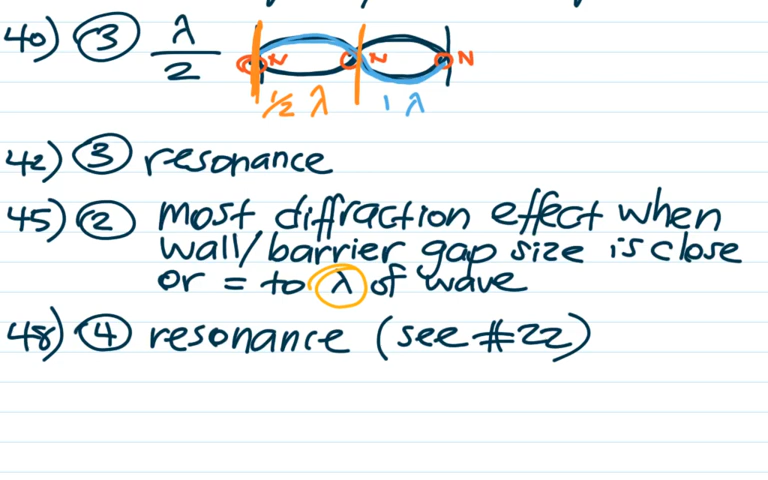 40) 3 λ/2 N N N
1/2 λ 1 λ
42) 3 resonance
45) 2 most diffraction effect when
wall/barrier gap size is close
or = to λ of wave
48) 4 resonance (see #22)